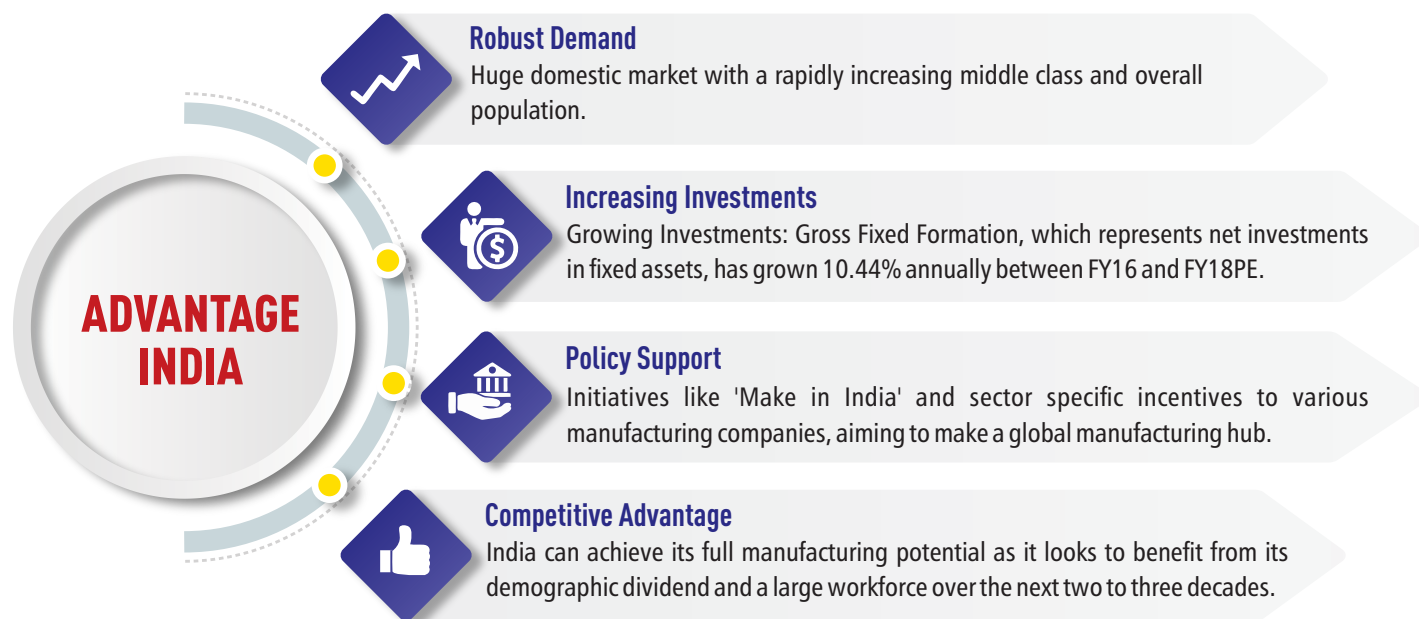 ADVANTAGE
INDIA
Robust Demand
Huge domestic market with a rapidly increasing middle class and overall
population.
Increasing Investments
Growing Investments: Gross Fixed Formation, which represents net investments
in fixed assets, has grown 10.44% annually between FY16 and FY18PE.
Policy Support
Initiatives like 'Make in India' and sector specific incentives to various
manufacturing companies, aiming to make a global manufacturing hub.
Competitive Advantage
India can achieve its full manufacturing potential as it looks to benefit from its
demographic dividend and a large workforce over the next two to three decades.